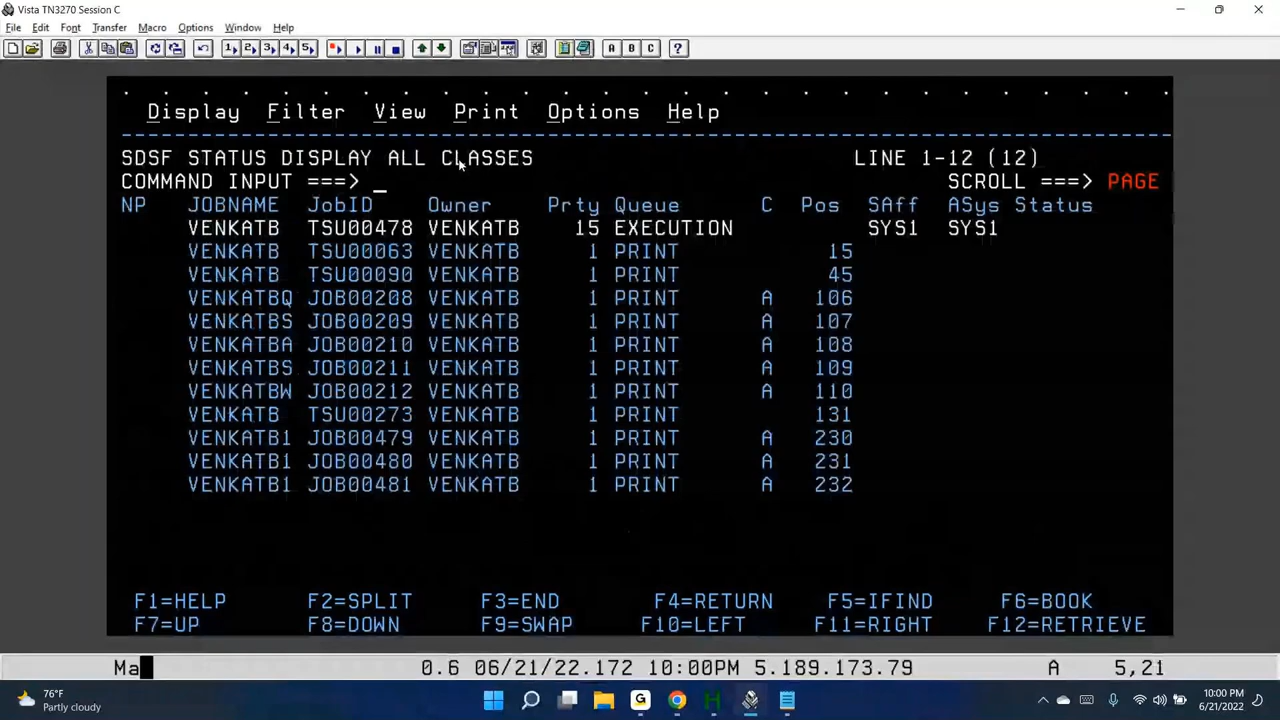 Vista TN3270 Session C
File Edit Font Transfer Macro Options Window Help
1 2 3 4 5 A B C ?
Display Filter View Print Options Help
SDSF STATUS DISPLAY ALL CLASSES LINE 1-12 (12)
COMMAND INPUT ===> _ SCROLL ===> PAGE
NP JOBNAME JobID Owner Prty Queue C Pos SAff ASys Status
VENKATB TSU00478 VENKATB 15 EXECUTION SYS1 SYS1
VENKATB TSU00063 VENKATB 1 PRINT 15
VENKATB TSU00090 VENKATB 1 PRINT 45
VENKATBQ JOB00208 VENKATB 1 PRINT A 106
VENKATBS JOB00209 VENKATB 1 PRINT A 107
VENKATBA JOB00210 VENKATB 1 PRINT A 108
VENKATBS JOB00211 VENKATB 1 PRINT A 109
VENKATBW JOB00212 VENKATB 1 PRINT A 110
VENKATB TSU00273 VENKATB 1 PRINT 131
VENKATB1 JOB00479 VENKATB 1 PRINT A 230
VENKATB1 JOB00480 VENKATB 1 PRINT A 231
VENKATB1 JOB00481 VENKATB 1 PRINT A 232
F1=HELP F2=SPLIT F3=END F4=RETURN F5=IFIND F6=BOOK
F7=UP F8=DOWN F9=SWAP F10=LEFT F11=RIGHT F12=RETRIEVE
Ma 0.6 06/21/22.172 10:00PM 5.189.173.79 A 5,21
76°F
Partly cloudy
G H
10:00 PM
6/21/2022